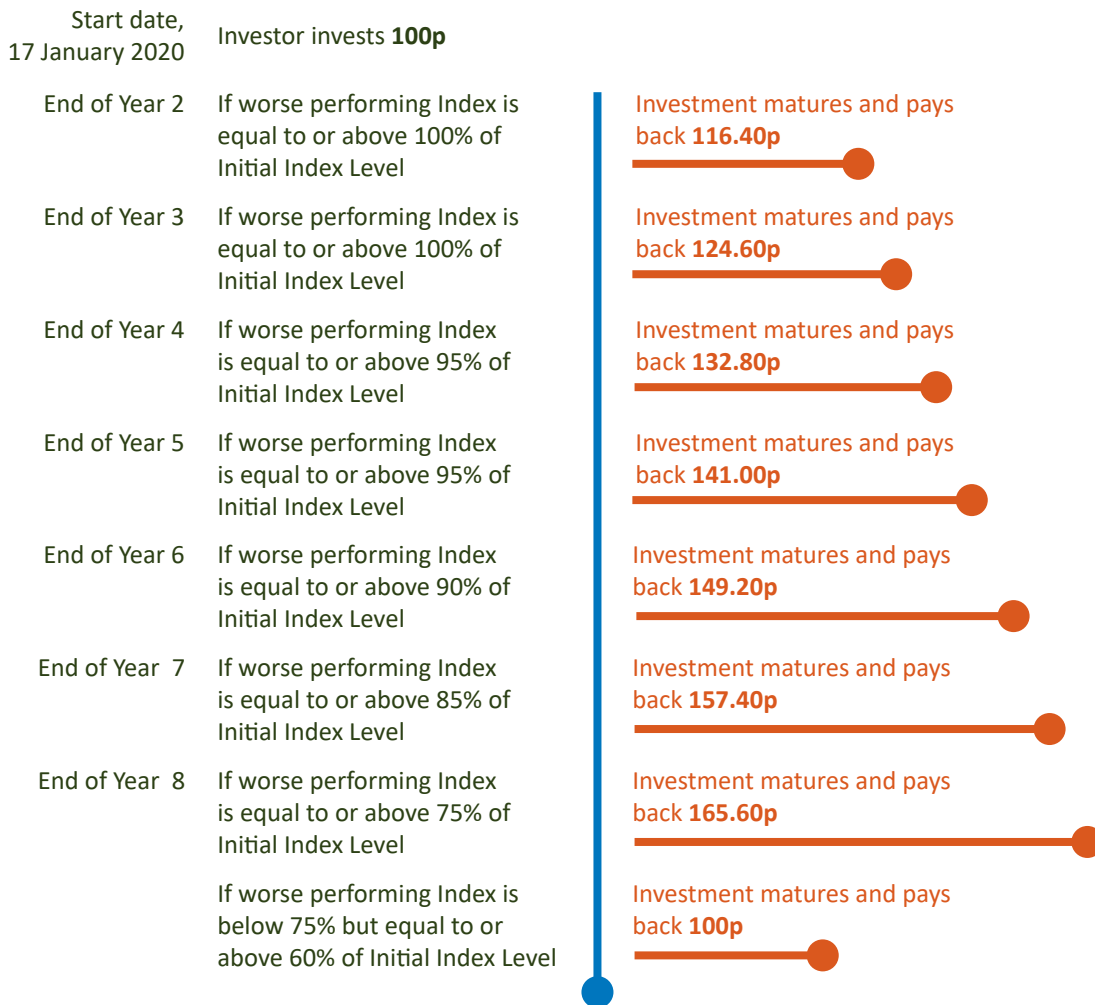 Start date,
17 January 2020
Investor invests 100p
End of Year 2
If worse performing Index is
equal to or above 100% of
Initial Index Level
Investment matures and pays
back 116.40p
End of Year 3
If worse performing Index is
equal to or above 100% of
Initial Index Level
Investment matures and pays
back 124.60p
End of Year 4
If worse performing Index
is equal to or above 95% of
Initial Index Level
Investment matures and pays
back 132.80p
End of Year 5
If worse performing Index
is equal to or above 95% of
Initial Index Level
Investment matures and pays
back 141.00p
End of Year 6
If worse performing Index
is equal to or above 90% of
Initial Index Level
Investment matures and pays
back 149.20p
End of Year 7
If worse performing Index
is equal to or above 85% of
Initial Index Level
Investment matures and pays
back 157.40p
End of Year 8
If worse performing Index
is equal to or above 75% of
Initial Index Level
Investment matures and pays
back 165.60p
If worse performing Index is
below 75% but equal to or
above 60% of Initial Index Level
Investment matures and pays
back 100p